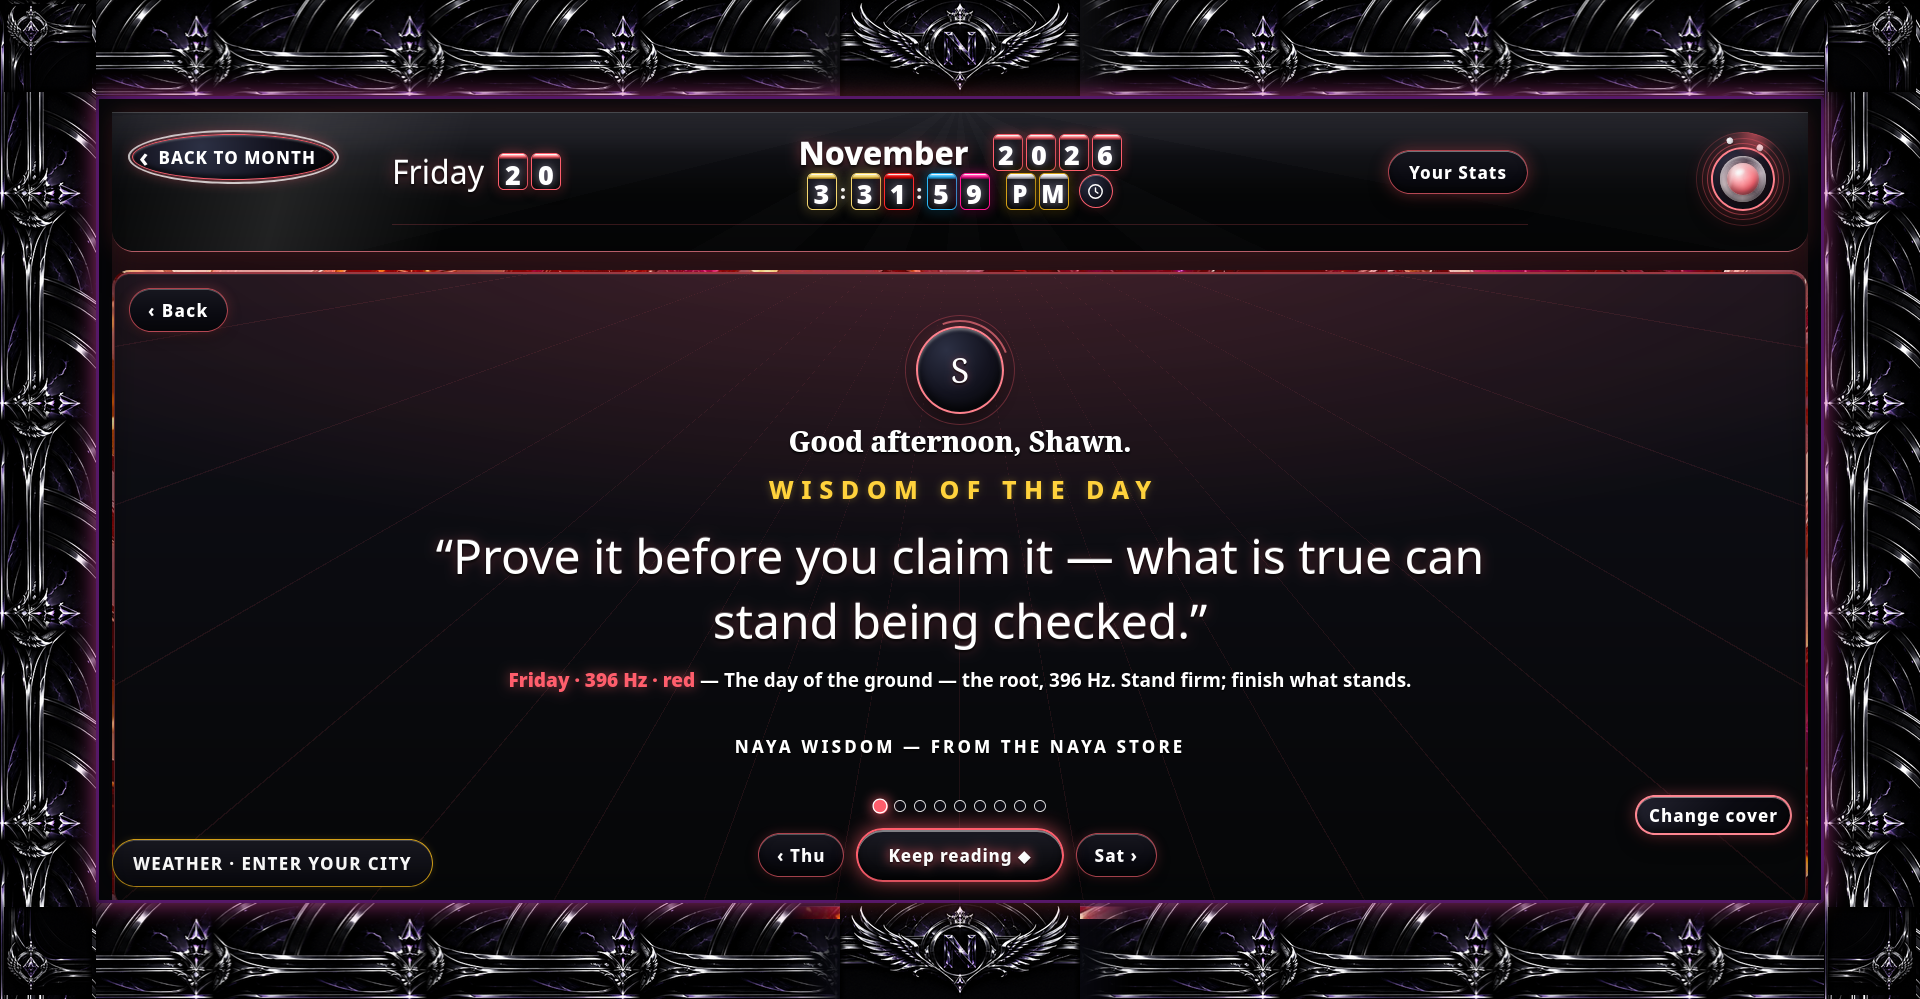 N
‹ BACK TO MONTH
Friday 20
November 2026
3:31:59 PM
Your Stats
‹ Back
S
Good afternoon, Shawn.
WISDOM OF THE DAY
“Prove it before you claim it — what is true can
stand being checked.”
Friday · 396 Hz · red — The day of the ground — the root, 396 Hz. Stand firm; finish what stands.
NAYA WISDOM — FROM THE NAYA STORE
Change cover
WEATHER · ENTER YOUR CITY
‹ Thu
Keep reading ◆
Sat ›
N